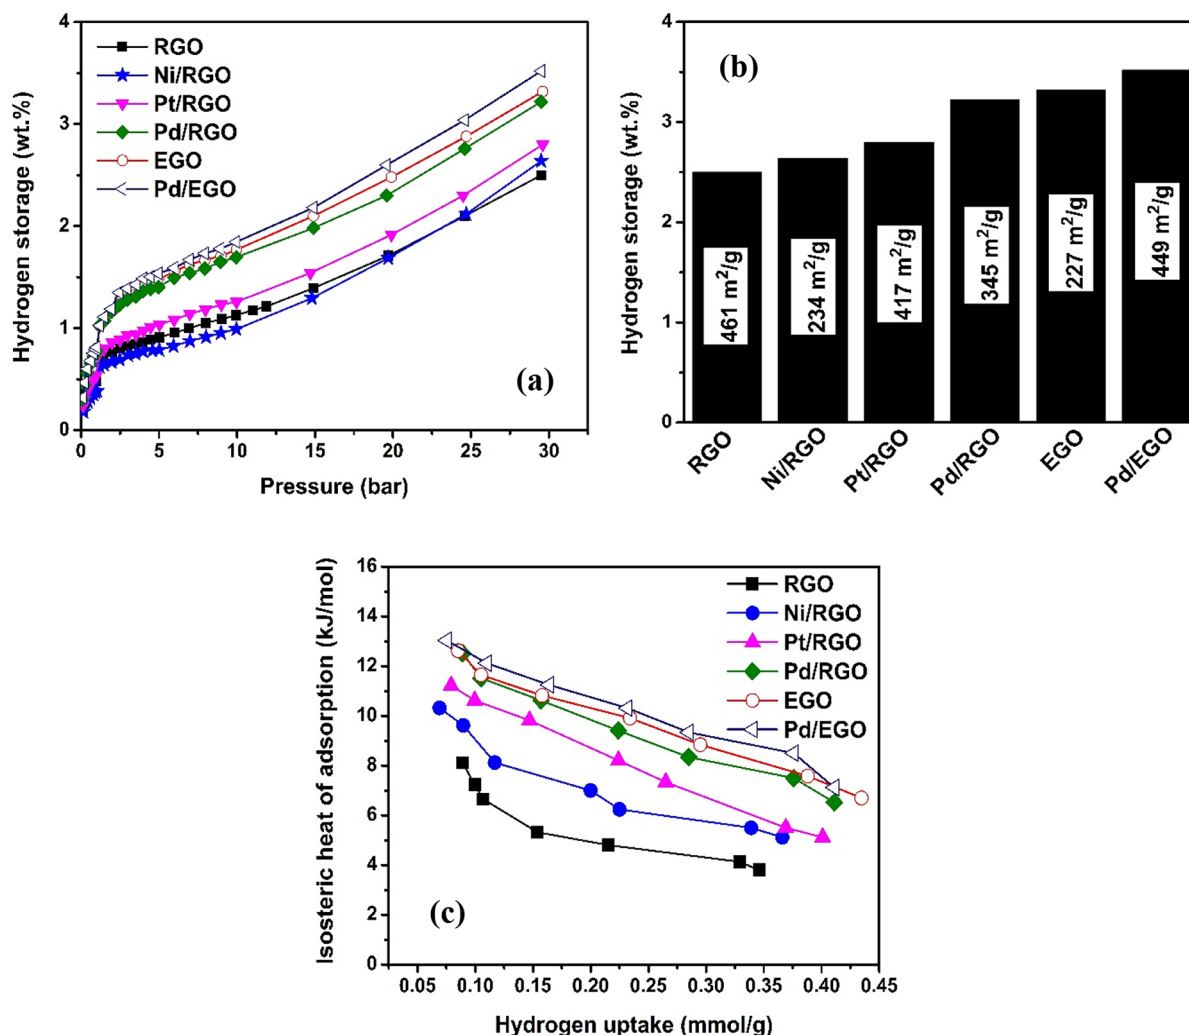 4
3
2
1
0
Hydrogen storage (wt.%)
RGO
Ni/RGO
Pt/RGO
Pd/RGO
EGO
Pd/EGO
(a)
0 5 10 15 20 25 30
Pressure (bar)
4
3
2
1
0
Hydrogen storage (wt.%)
(b)
461 m²/g
234 m²/g
417 m²/g
345 m²/g
227 m²/g
449 m²/g
RGO
Ni/RGO
Pt/RGO
Pd/RGO
EGO
Pd/EGO
16
14
12
10
8
6
4
2
0
Isosteric heat of adsorption (kJ/mol)
RGO
Ni/RGO
Pt/RGO
Pd/RGO
EGO
Pd/EGO
(c)
0.05 0.10 0.15 0.20 0.25 0.30 0.35 0.40 0.45
Hydrogen uptake (mmol/g)